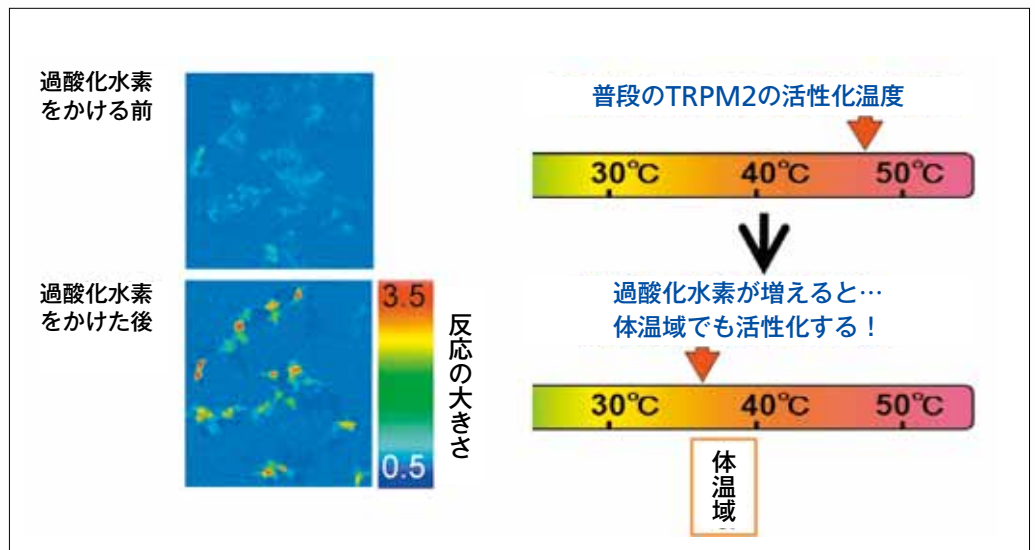 過酸化水素
をかける前
過酸化水素
をかけた後
3.5
0.5
反応の大きさ
普段のTRPM2の活性化温度
30℃ 40℃ 50℃
過酸化水素が増えると…
体温域でも活性化する！
30℃ 40℃ 50℃
体温域